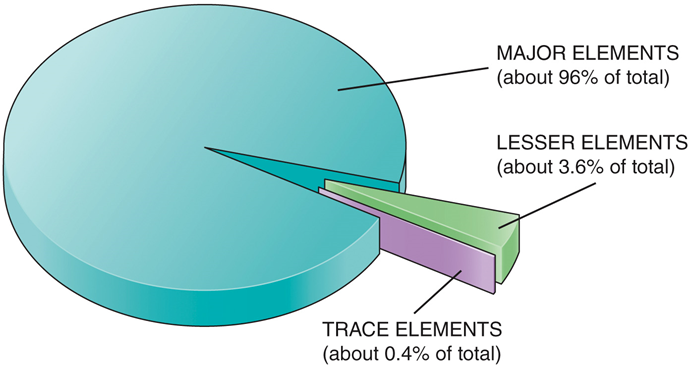 MAJOR ELEMENTS
(about 96% of total)
LESSER ELEMENTS
(about 3.6% of total)
TRACE ELEMENTS
(about 0.4% of total)